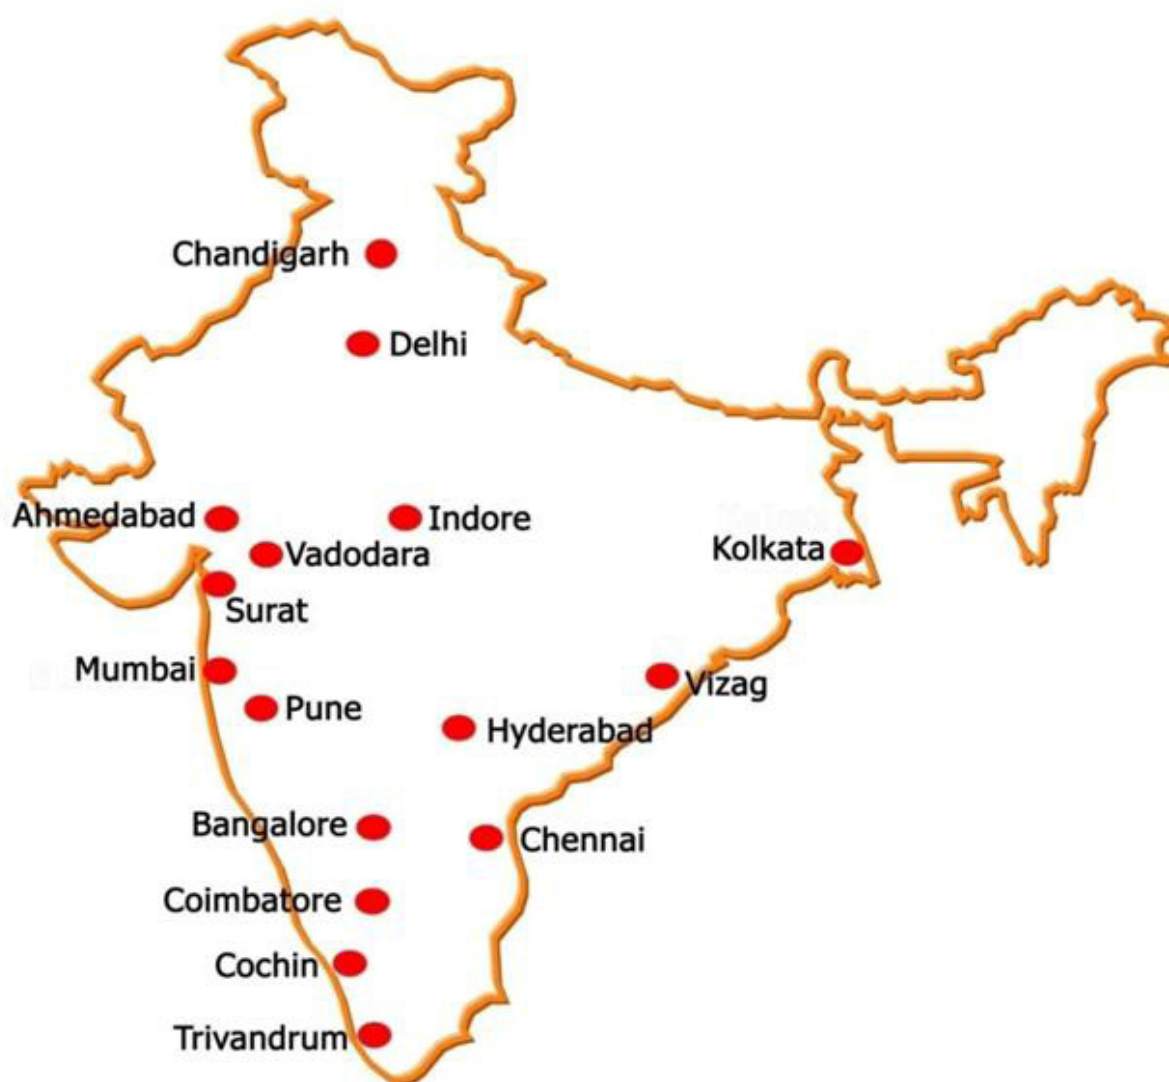 Chandigarh
Delhi
Ahmedabad
Indore
Vadodara
Kolkata
Surat
Mumbai
Vizag
Pune
Hyderabad
Bangalore
Chennai
Coimbatore
Cochin
Trivandrum